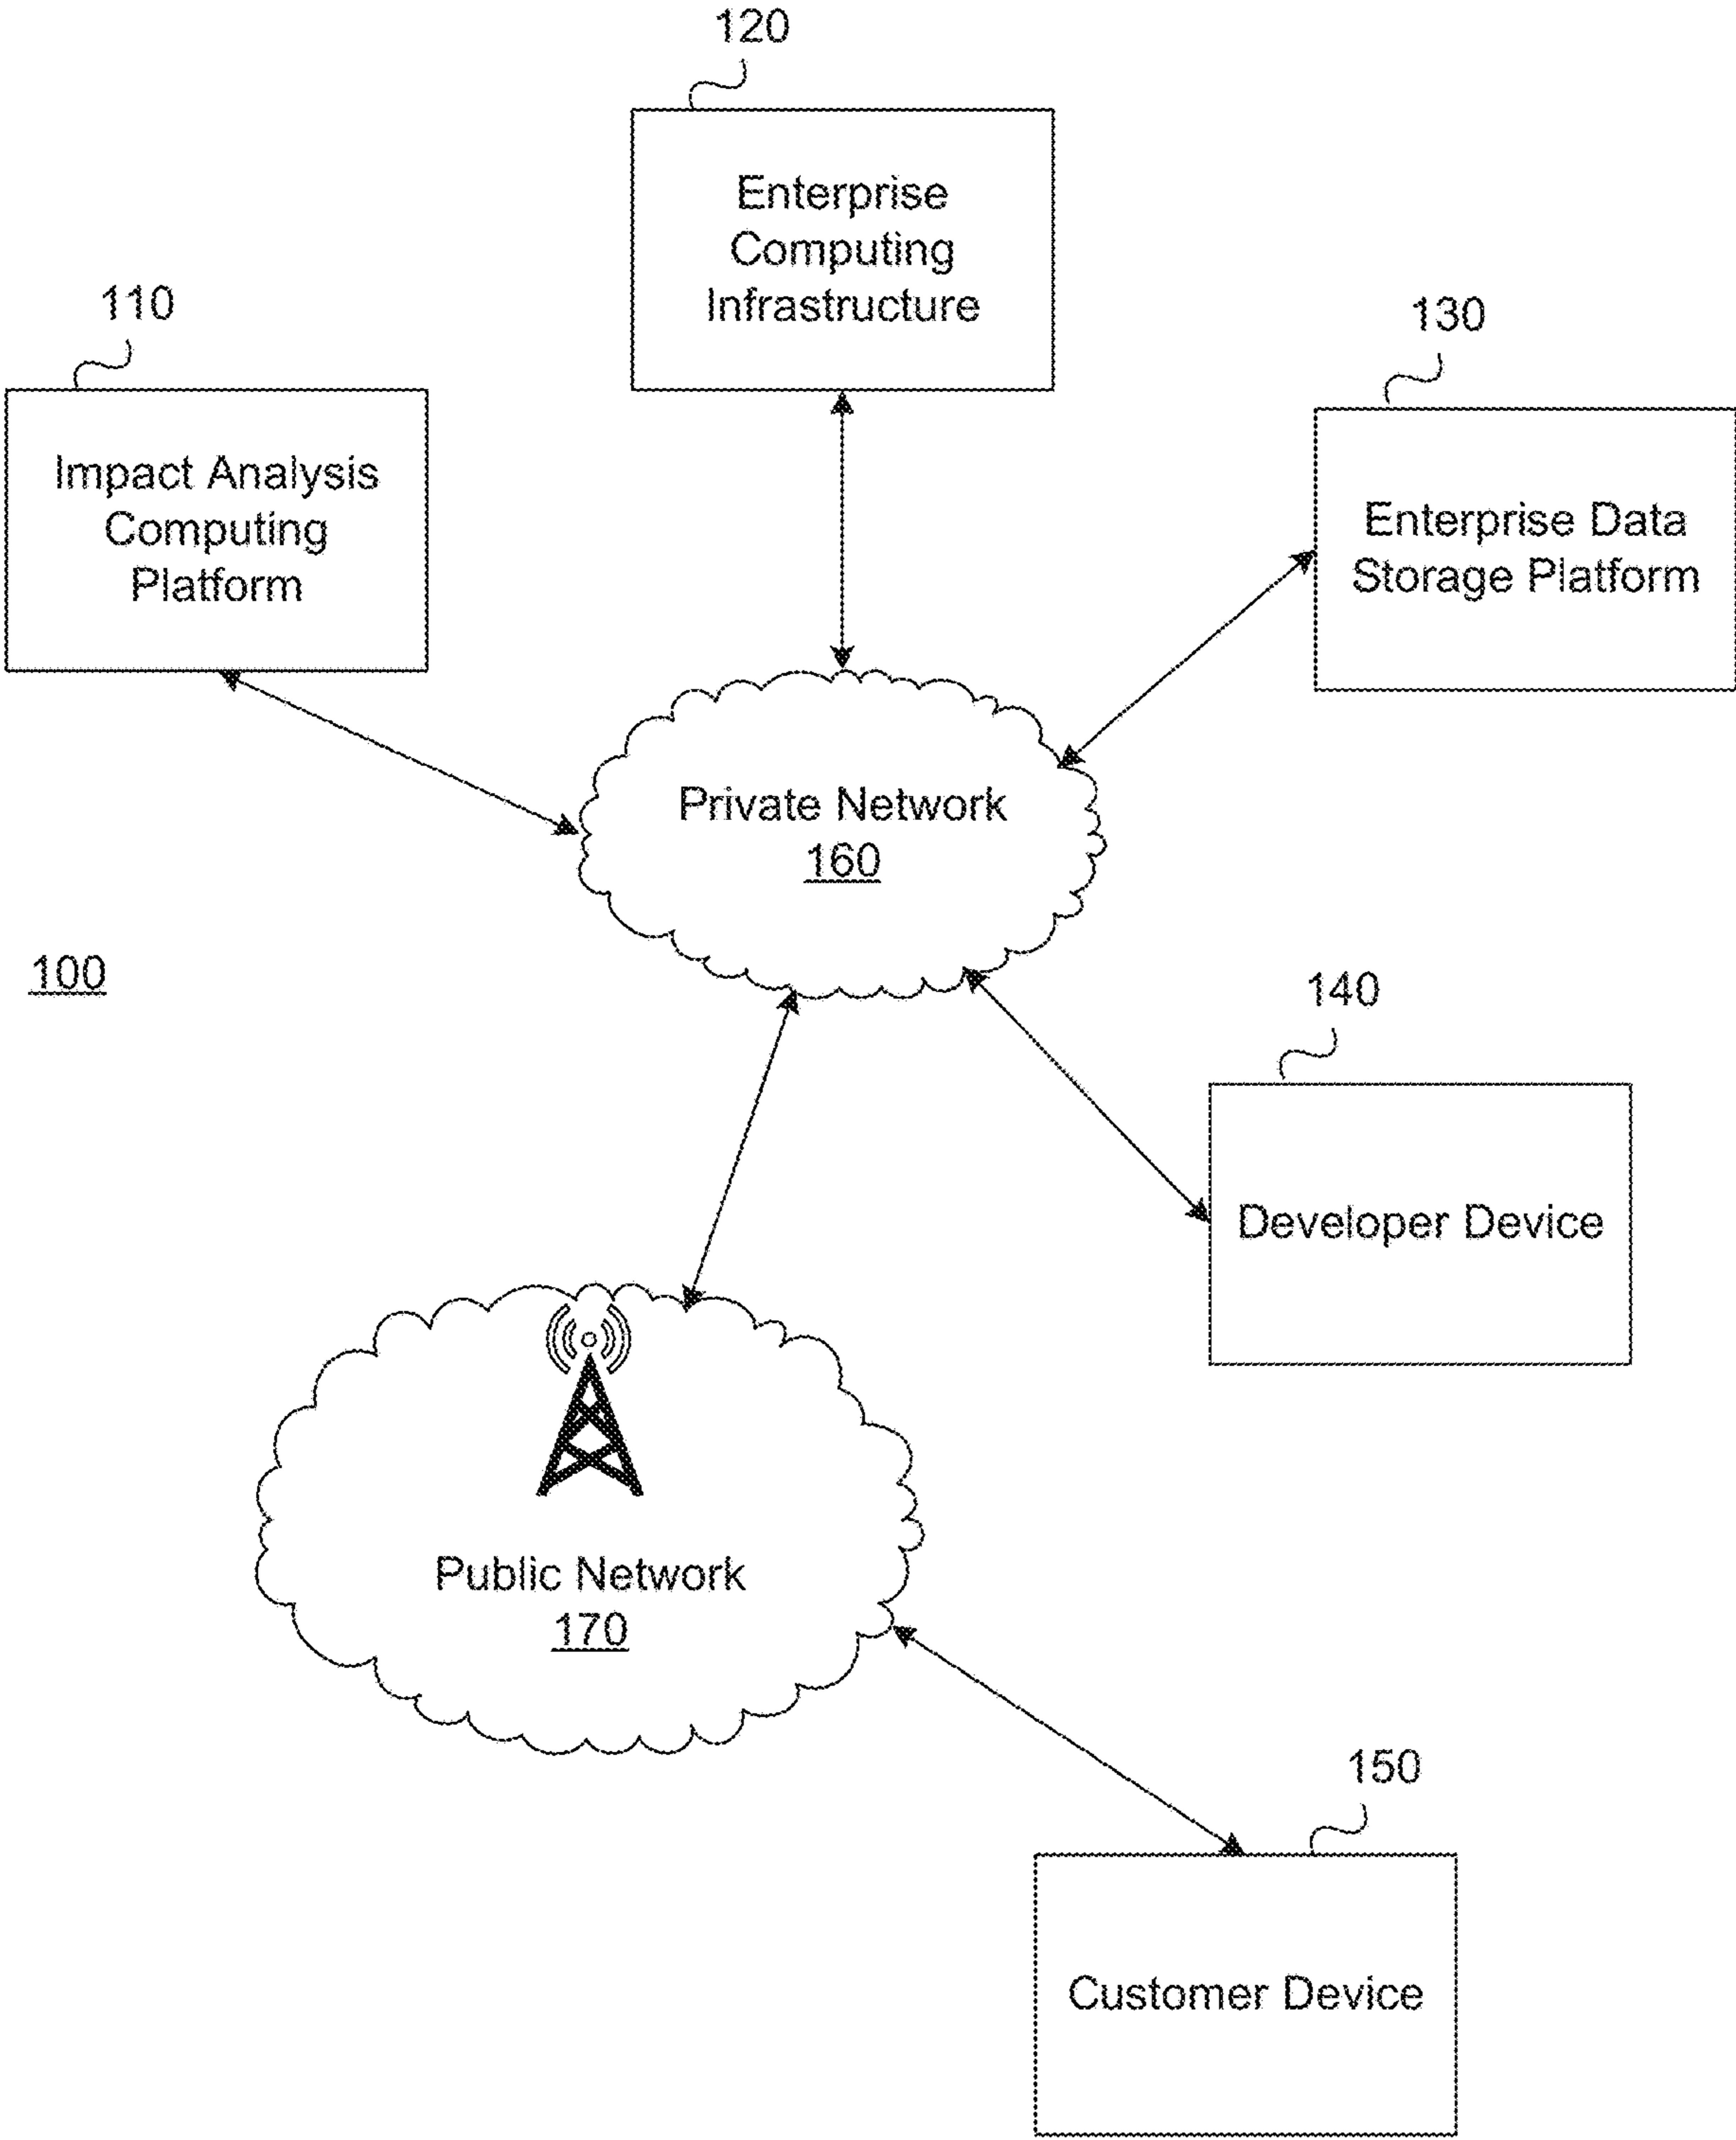 120
Enterprise
Computing
Infrastructure
110
Impact Analysis
Computing
Platform
130
Enterprise Data
Storage Platform
Private Network
160
100
140
Developer Device
Public Network
170
150
Customer Device